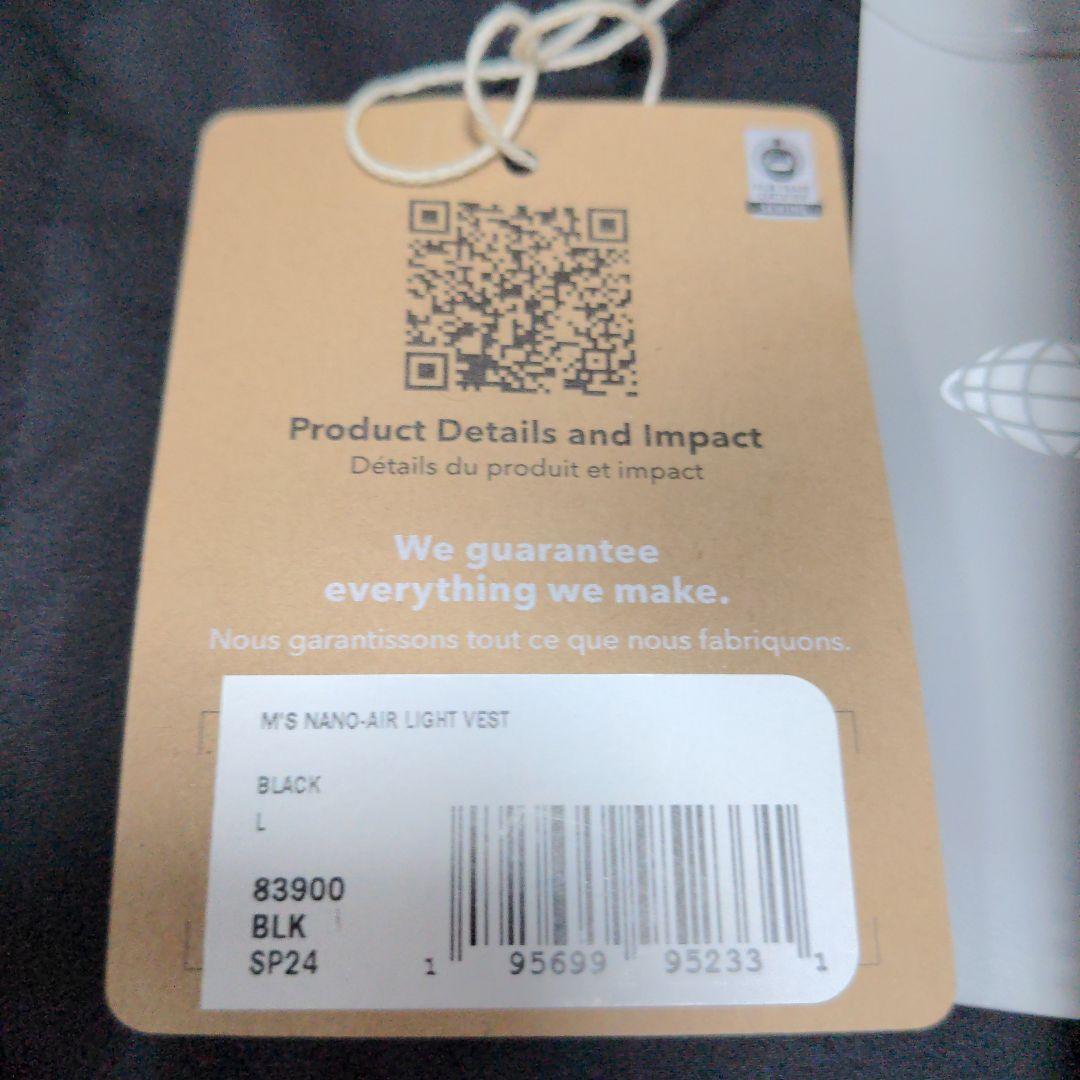 Product Details and Impact
Détails du produit et impact
We guarantee
everything we make.
Nous garantissons tout ce que nous fabriquons.
M'S NANO-AIR LIGHT VEST
BLACK
L
83900
BLK
SP24
1 95699 95233 1